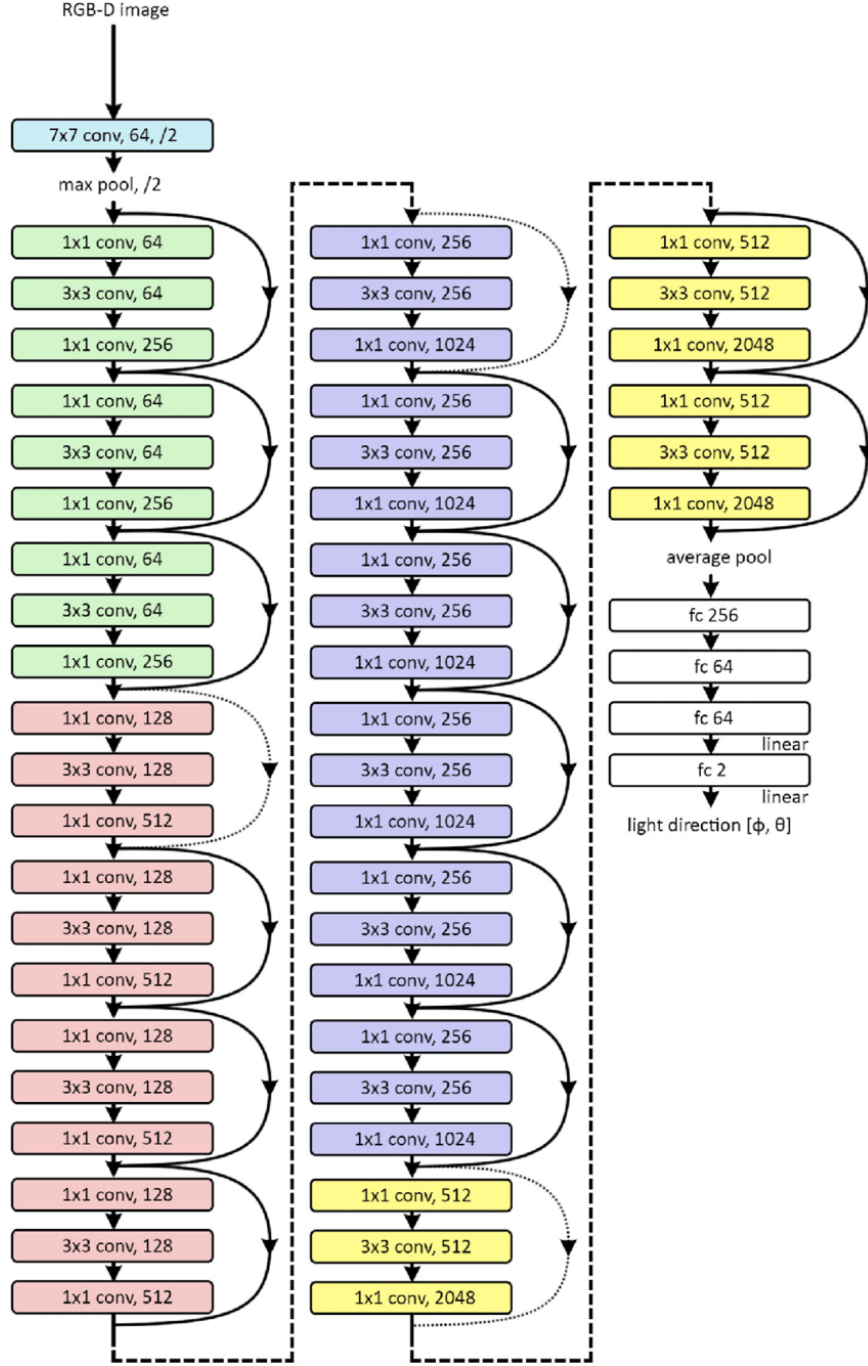 RGB-D image
7x7 conv, 64, /2
max pool, /2
1x1 conv, 64
3x3 conv, 64
1x1 conv, 256
1x1 conv, 64
3x3 conv, 64
1x1 conv, 256
1x1 conv, 64
3x3 conv, 64
1x1 conv, 256
1x1 conv, 128
3x3 conv, 128
1x1 conv, 512
1x1 conv, 128
3x3 conv, 128
1x1 conv, 512
1x1 conv, 128
3x3 conv, 128
1x1 conv, 512
1x1 conv, 128
3x3 conv, 128
1x1 conv, 512
1x1 conv, 256
3x3 conv, 256
1x1 conv, 1024
1x1 conv, 256
3x3 conv, 256
1x1 conv, 1024
1x1 conv, 256
3x3 conv, 256
1x1 conv, 1024
1x1 conv, 256
3x3 conv, 256
1x1 conv, 1024
1x1 conv, 256
3x3 conv, 256
1x1 conv, 1024
1x1 conv, 256
3x3 conv, 256
1x1 conv, 1024
1x1 conv, 512
3x3 conv, 512
1x1 conv, 2048
1x1 conv, 512
3x3 conv, 512
1x1 conv, 2048
1x1 conv, 512
3x3 conv, 512
1x1 conv, 2048
average pool
fc 256
fc 64
fc 64
linear
fc 2
linear
light direction [ϕ, θ]